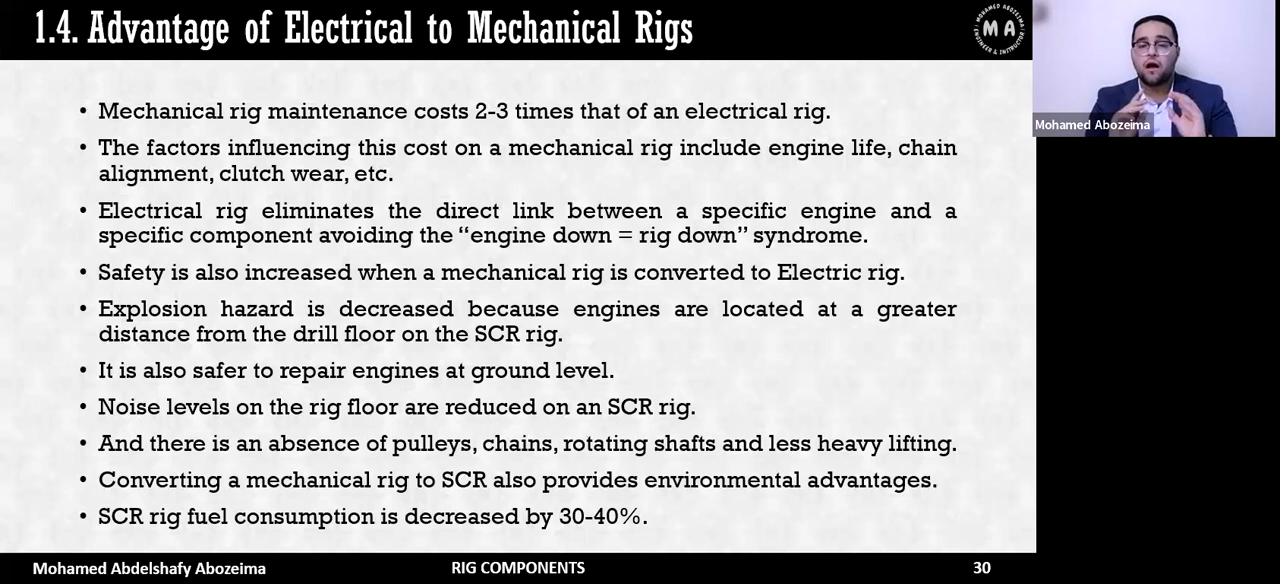 1.4. Advantage of Electrical to Mechanical Rigs
MOHAMED ABOZEIMA
M A
ENGINEER & INSTRUCTOR
Mohamed Abozeima
• Mechanical rig maintenance costs 2-3 times that of an electrical rig.
• The factors influencing this cost on a mechanical rig include engine life, chain
alignment, clutch wear, etc.
• Electrical rig eliminates the direct link between a specific engine and a
specific component avoiding the “engine down = rig down” syndrome.
• Safety is also increased when a mechanical rig is converted to Electric rig.
• Explosion hazard is decreased because engines are located at a greater
distance from the drill floor on the SCR rig.
• It is also safer to repair engines at ground level.
• Noise levels on the rig floor are reduced on an SCR rig.
• And there is an absence of pulleys, chains, rotating shafts and less heavy lifting.
• Converting a mechanical rig to SCR also provides environmental advantages.
• SCR rig fuel consumption is decreased by 30-40%.
Mohamed Abdelshafy Abozeima
RIG COMPONENTS
30